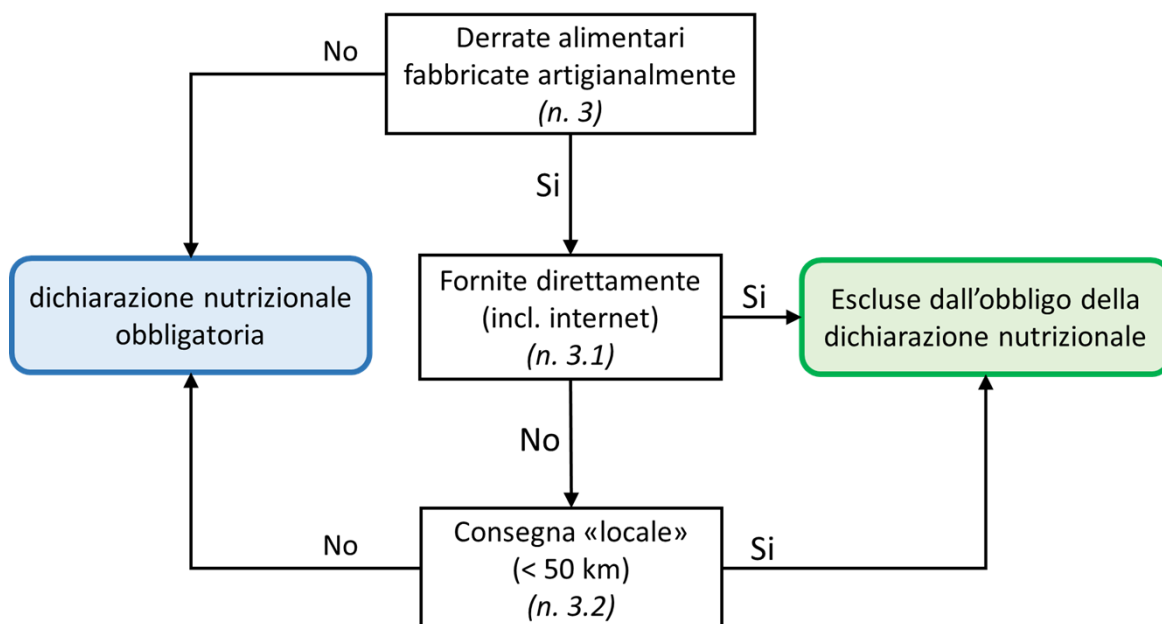 No
Derrate alimentari
fabbricate artigianalmente
(n. 3)
Si
dichiarazione nutrizionale
obbligatoria
Fornite direttamente
(incl. internet)
(n. 3.1)
Si
Escluse dall'obbligo della
dichiarazione nutrizionale
No
No
Consegna «locale»
(< 50 km)
(n. 3.2)
Si